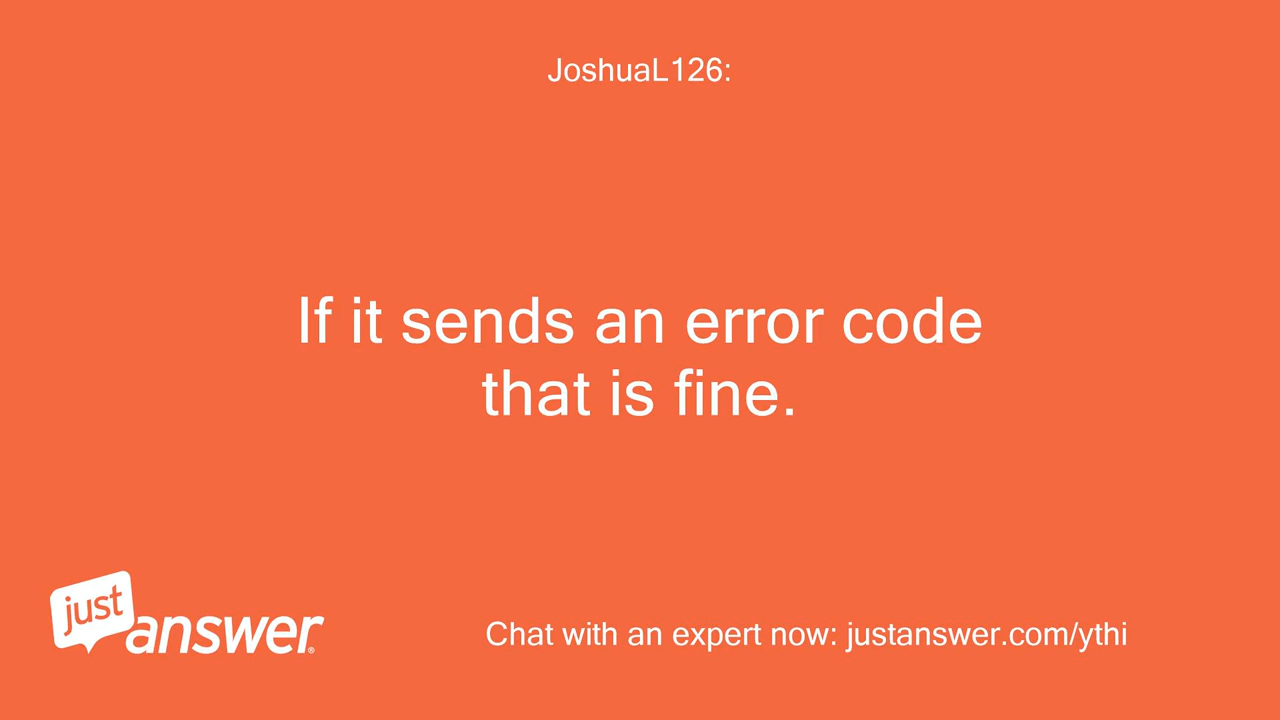 JoshuaL126:
If it sends an error code
that is fine.
just
answer®
Chat with an expert now: justanswer.com/ythi